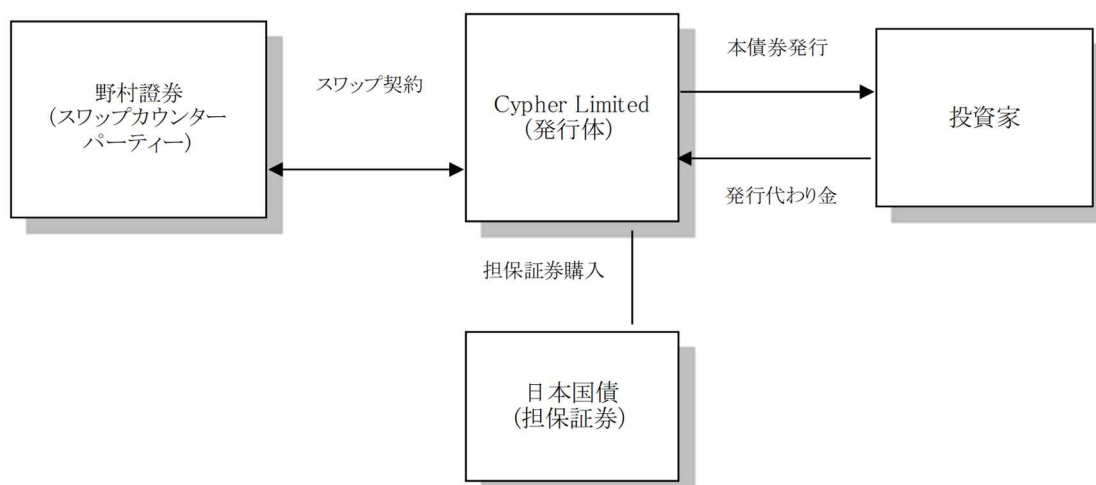 野村證券
(スワップカウンター
パーティー)
スワップ契約
Cypher Limited
(発行体)
本債券発行
発行代わり金
投資家
担保証券購入
日本国債
(担保証券)